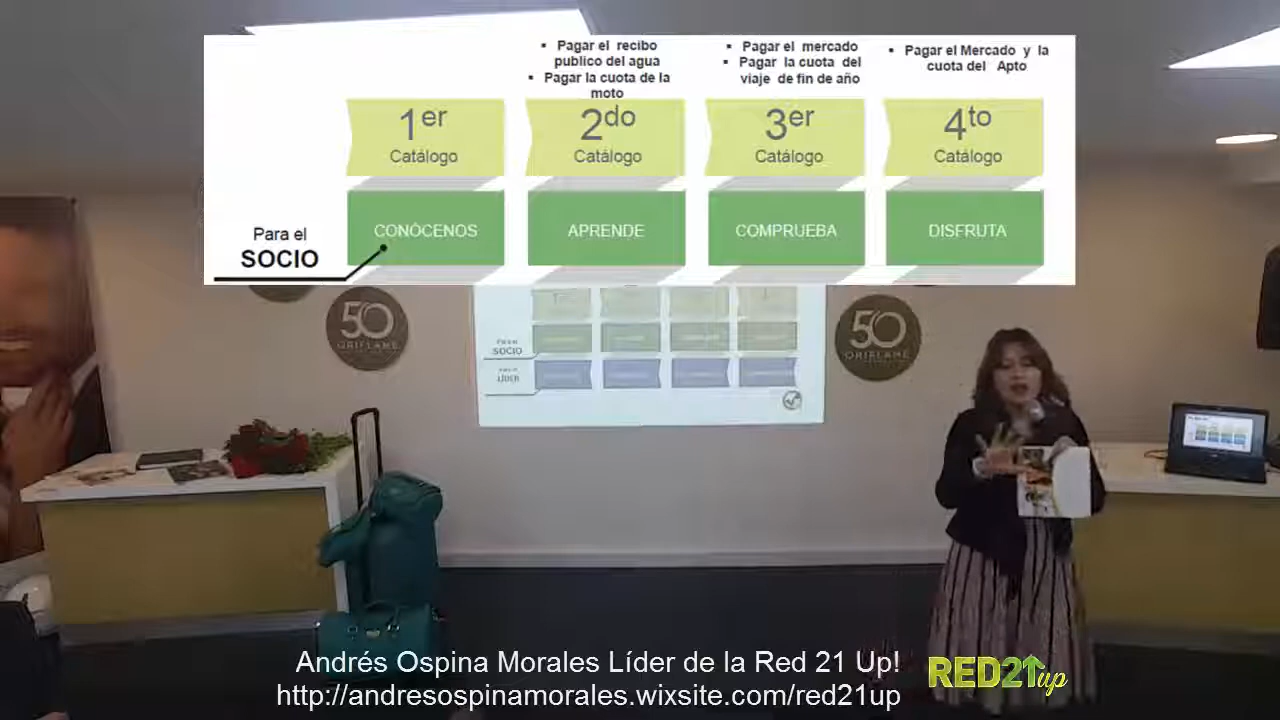 ▪ Pagar el recibo
publico del agua
▪ Pagar la cuota de la
moto
▪ Pagar el mercado
▪ Pagar la cuota del
viaje de fin de año
▪ Pagar el Mercado y la
cuota del Apto
1er
Catálogo
2do
Catálogo
3er
Catálogo
4to
Catálogo
Para el
SOCIO
CONÓCENOS
APRENDE
COMPRUEBA
DISFRUTA
50
ORIFLAME
SOCIO
LÍDER
50
ORIFLAME
Andrés Ospina Morales Líder de la Red 21 Up!
http://andresospinamorales.wixsite.com/red21up
RED21up